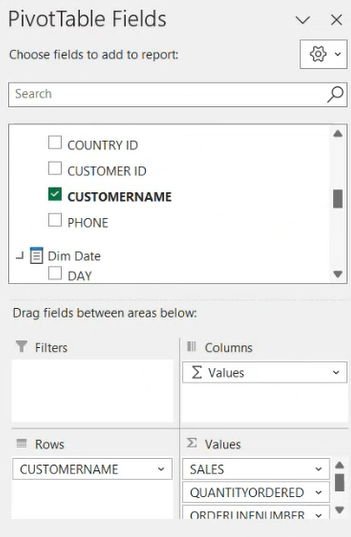 PivotTable Fields
Choose fields to add to report:
Search
COUNTRY ID
CUSTOMER ID
CUSTOMERNAME
PHONE
Dim Date
DAY
Drag fields between areas below:
Filters
Columns
Σ Values
Rows
Σ Values
CUSTOMERNAME
SALES
QUANTITYORDERED
ORDERLINENUMBER